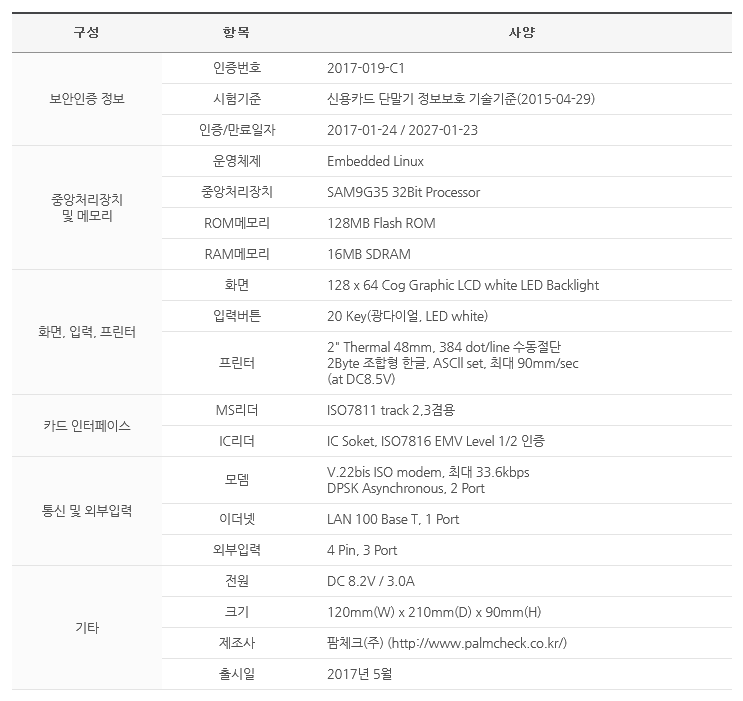 구성 항목 사양
보안인증 정보
인증번호 2017-019-C1
시험기준 신용카드 단말기 정보보호 기술기준(2015-04-29)
인증/만료일자 2017-01-24 / 2027-01-23
중앙처리장치
및 메모리
운영체제 Embedded Linux
중앙처리장치 SAM9G35 32Bit Processor
ROM메모리 128MB Flash ROM
RAM메모리 16MB SDRAM
화면, 입력, 프린터
화면 128 x 64 Cog Graphic LCD white LED Backlight
입력버튼 20 Key(광다이얼, LED white)
프린터 2" Thermal 48mm, 384 dot/line 수동절단
2Byte 조합형 한글, ASCll set, 최대 90mm/sec
(at DC8.5V)
카드 인터페이스
MS리더 ISO7811 track 2,3겸용
IC리더 IC Soket, ISO7816 EMV Level 1/2 인증
통신 및 외부입력
모뎀 V.22bis ISO modem, 최대 33.6kbps
DPSK Asynchronous, 2 Port
이더넷 LAN 100 Base T, 1 Port
외부입력 4 Pin, 3 Port
기타
전원 DC 8.2V / 3.0A
크기 120mm(W) x 210mm(D) x 90mm(H)
제조사 팜체크(주) (http://www.palmcheck.co.kr/)
출시일 2017년 5월